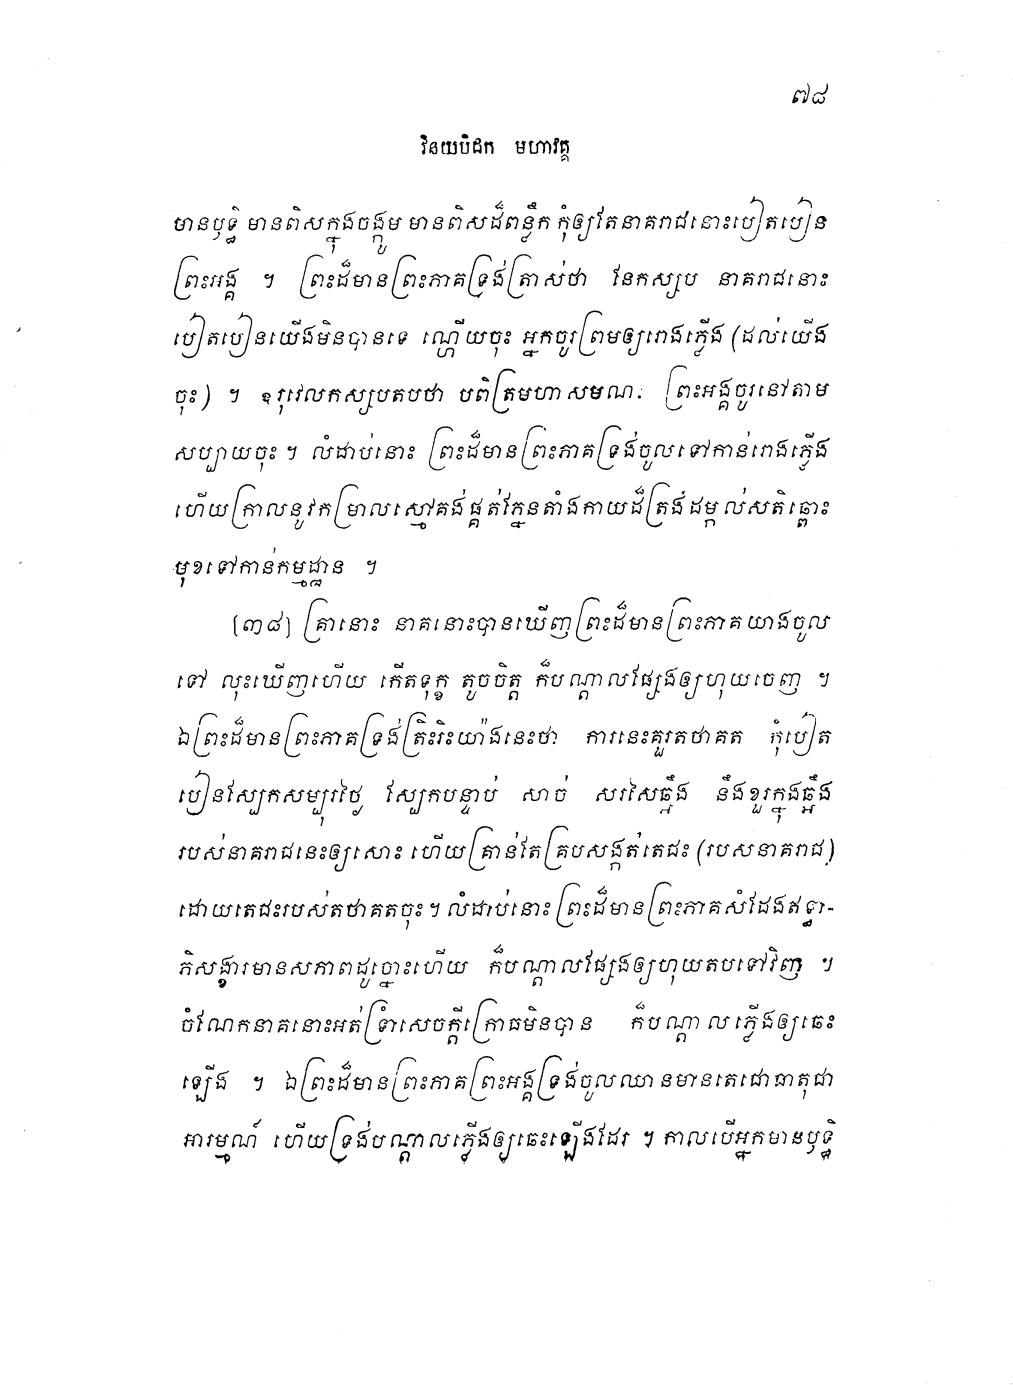 ៧៨
វិនយបិដក មហាវគ្គ
មានឫទ្ធិ មានពិសក្នុងចង្កូម មានពិសដ៏ពន្លឹក កុំឲ្យតែនាគរាជនោះបៀតបៀន
ព្រះអង្គ ។ ព្រះដ៏មានព្រះភាគទ្រង់ត្រាស់ថា នែកស្សប នាគរាជនោះ
បៀតបៀនយើងមិនបានទេ ណ្ហើយចុះ អ្នកចូរព្រមឲ្យរោងភ្លើង (ដល់យើង
ចុះ) ។ ឧរុវេលកស្សបតបថា បពិត្រមហាសមណៈ ព្រះអង្គចូរនៅតាម
សប្បាយចុះ ។ លំដាប់នោះ ព្រះដ៏មានព្រះភាគទ្រង់ចូលទៅកាន់រោងភ្លើង
ហើយក្រាលនូវកម្រាលស្មៅគង់ផ្គត់ភ្នែនតាំងកាយដ៏ត្រង់ដម្កល់សតិឆ្ពោះ
មុខទៅកាន់កម្មដ្ឋាន ។
[៣៨] គ្រានោះ នាគនោះបានឃើញព្រះដ៏មានព្រះភាគយាងចូល
ទៅ លុះឃើញហើយ កើតទុក្ខ តូចចិត្ត ក៏បណ្តាលផ្សែងឲ្យហុយចេញ ។
ឯព្រះដ៏មានព្រះភាគទ្រង់ត្រិះរិះយ៉ាងនេះថា ការនេះគួរតថាគត កុំបៀត
បៀនស្បែកសម្បុរថ្លៃ ស្បែកបន្ទាប់ សាច់ សរសៃឆ្អឹង នឹងខួរក្នុងឆ្អឹង
របស់នាគរាជនេះឲ្យសោះ ហើយគ្រាន់តែគ្របសង្កត់តេជះ (របសនាគរាជ)
ដោយតេជះរបស់តថាគតចុះ ។ លំដាប់នោះ ព្រះដ៏មានព្រះភាគសំដែងឥទ្ធា-
ភិសង្ខារមានសភាពដូច្នោះហើយ ក៏បណ្តាលផ្សែងឲ្យហុយតបទៅវិញ ។
ចំណែកនាគនោះអត់ទ្រាំសេចក្តីក្រោធមិនបាន ក៏បណ្តាលភ្លើងឲ្យឆេះ
ឡើង ។ ឯព្រះដ៏មានព្រះភាគព្រះអង្គទ្រង់ចូលឈានមានតេជោធាតុជា
អារម្មណ៍ ហើយទ្រង់បណ្តាលភ្លើងឲ្យឆេះឡើងដែរ ។ កាលបើអ្នកមានឫទ្ធិ